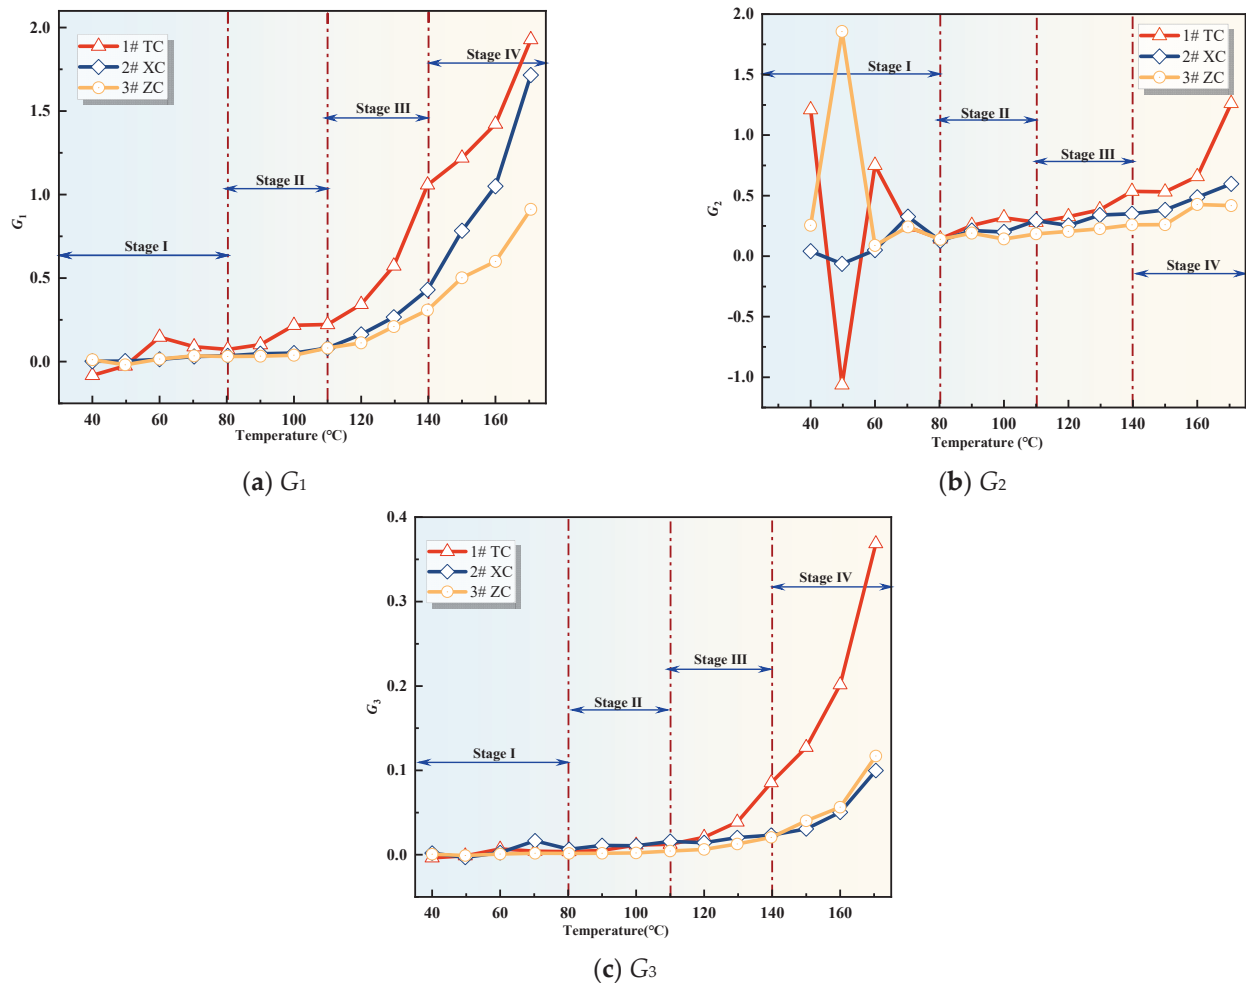 2.0
1.5
1.0
0.5
0.0
G1
1# TC
2# XC
3# ZC
Stage I
Stage II
Stage III
Stage IV
40 60 80 100 120 140 160
Temperature (°C)
(a) G1
2.0
1.5
1.0
0.5
0.0
-0.5
-1.0
G2
1# TC
2# XC
3# ZC
Stage I
Stage II
Stage III
Stage IV
40 60 80 100 120 140 160
Temperature (°C)
(b) G2
0.4
0.3
0.2
0.1
0.0
G3
1# TC
2# XC
3# ZC
Stage I
Stage II
Stage III
Stage IV
40 60 80 100 120 140 160
Temperature(°C)
(c) G3